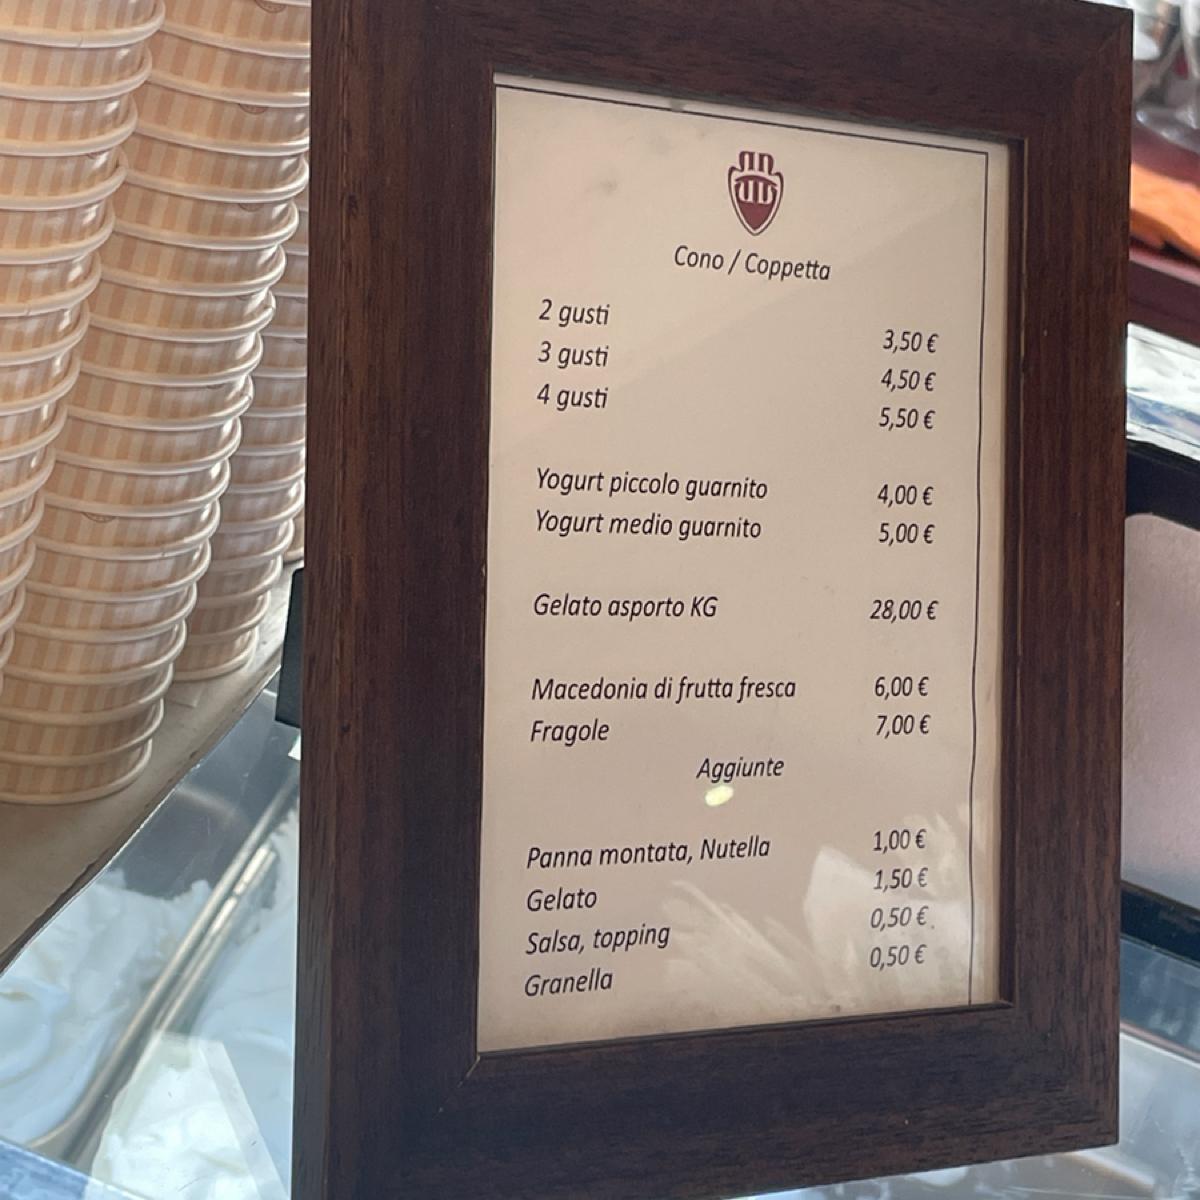 Cono / Coppetta
2 gusti 3,50 €
3 gusti 4,50 €
4 gusti 5,50 €
Yogurt piccolo guarnito 4,00 €
Yogurt medio guarnito 5,00 €
Gelato asporto KG 28,00 €
Macedonia di frutta fresca 6,00 €
Fragole 7,00 €
Aggiunte
Panna montata, Nutella 1,00 €
Gelato 1,50 €
Salsa, topping 0,50 €
Granella 0,50 €